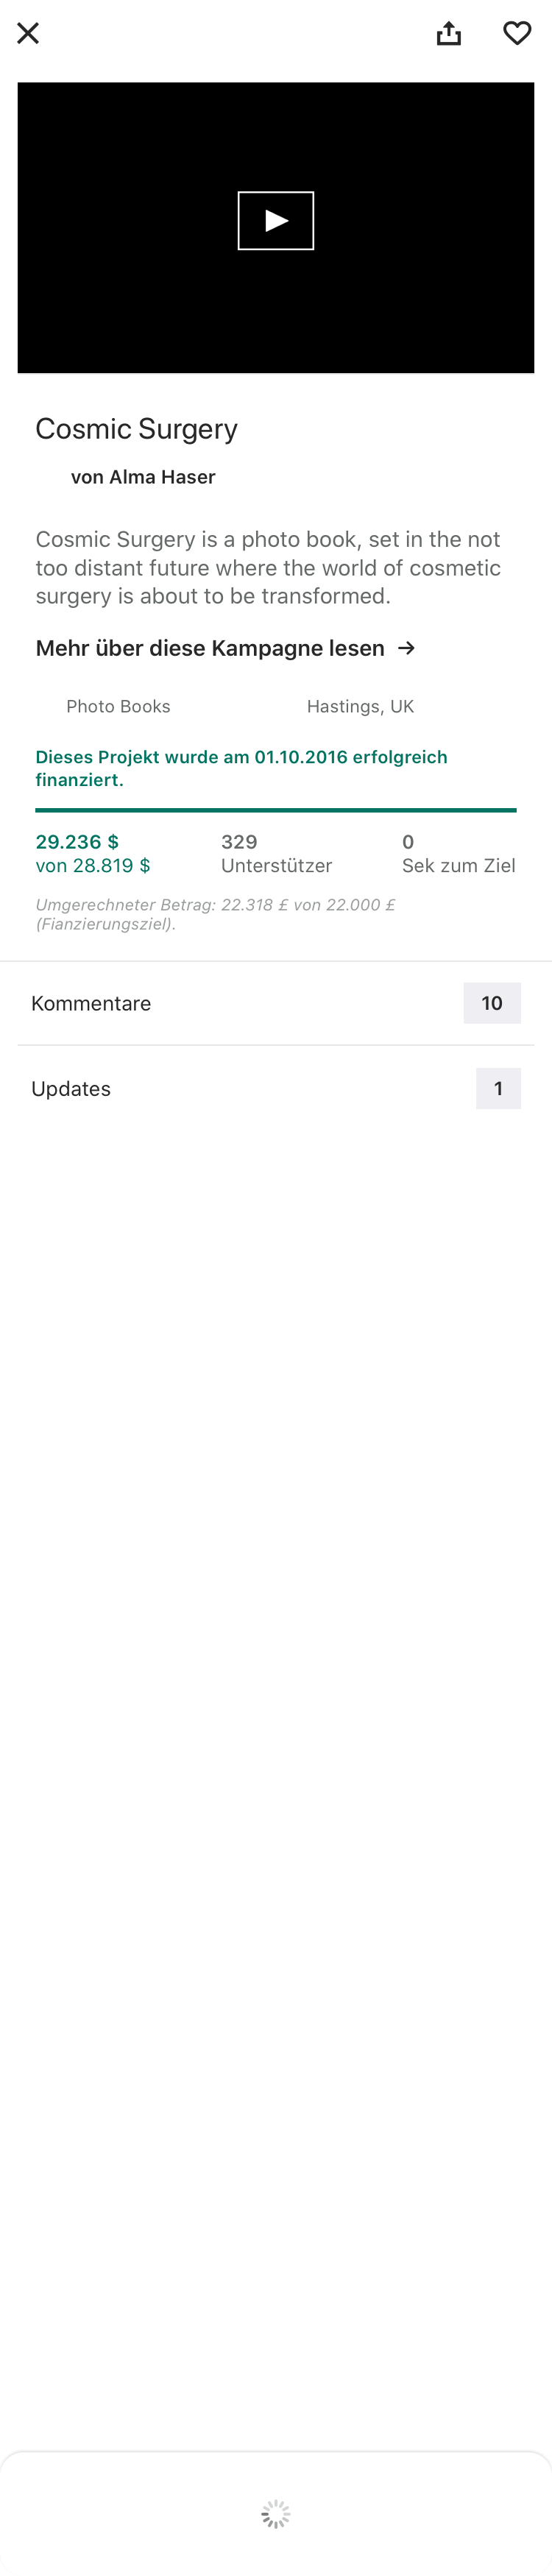 Cosmic Surgery
von Alma Haser
Cosmic Surgery is a photo book, set in the not
too distant future where the world of cosmetic
surgery is about to be transformed.
Mehr über diese Kampagne lesen →
Photo Books
Hastings, UK
Dieses Projekt wurde am 01.10.2016 erfolgreich
finanziert.
29.236 $
von 28.819 $
329
Unterstützer
0
Sek zum Ziel
Umgerechneter Betrag: 22.318 £ von 22.000 £
(Fianzierungsziel).
Kommentare
10
Updates
1